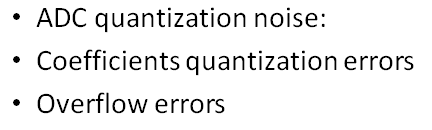 • ADC quantization noise:
• Coefficients quantization errors
• Overflow errors